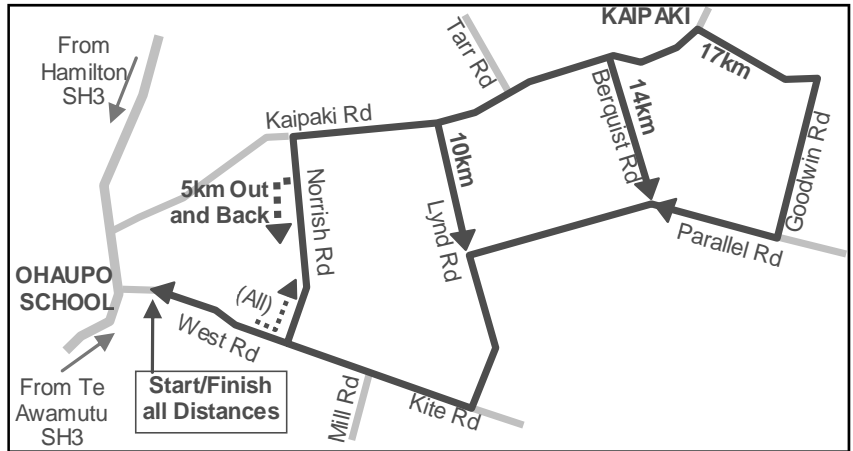 KAIPAKI
From
Hamilton
SH3
Tarr Rd
17km
Kaipaki Rd
Berquist Rd
14km
10km
5km Out
and Back
Norrish Rd
Lynd Rd
Goodwin Rd
Parallel Rd
OHAUPO
SCHOOL
(All)
West Rd
From Te
Awamutu
SH3
Start/Finish
all Distances
Mill Rd
Kite Rd